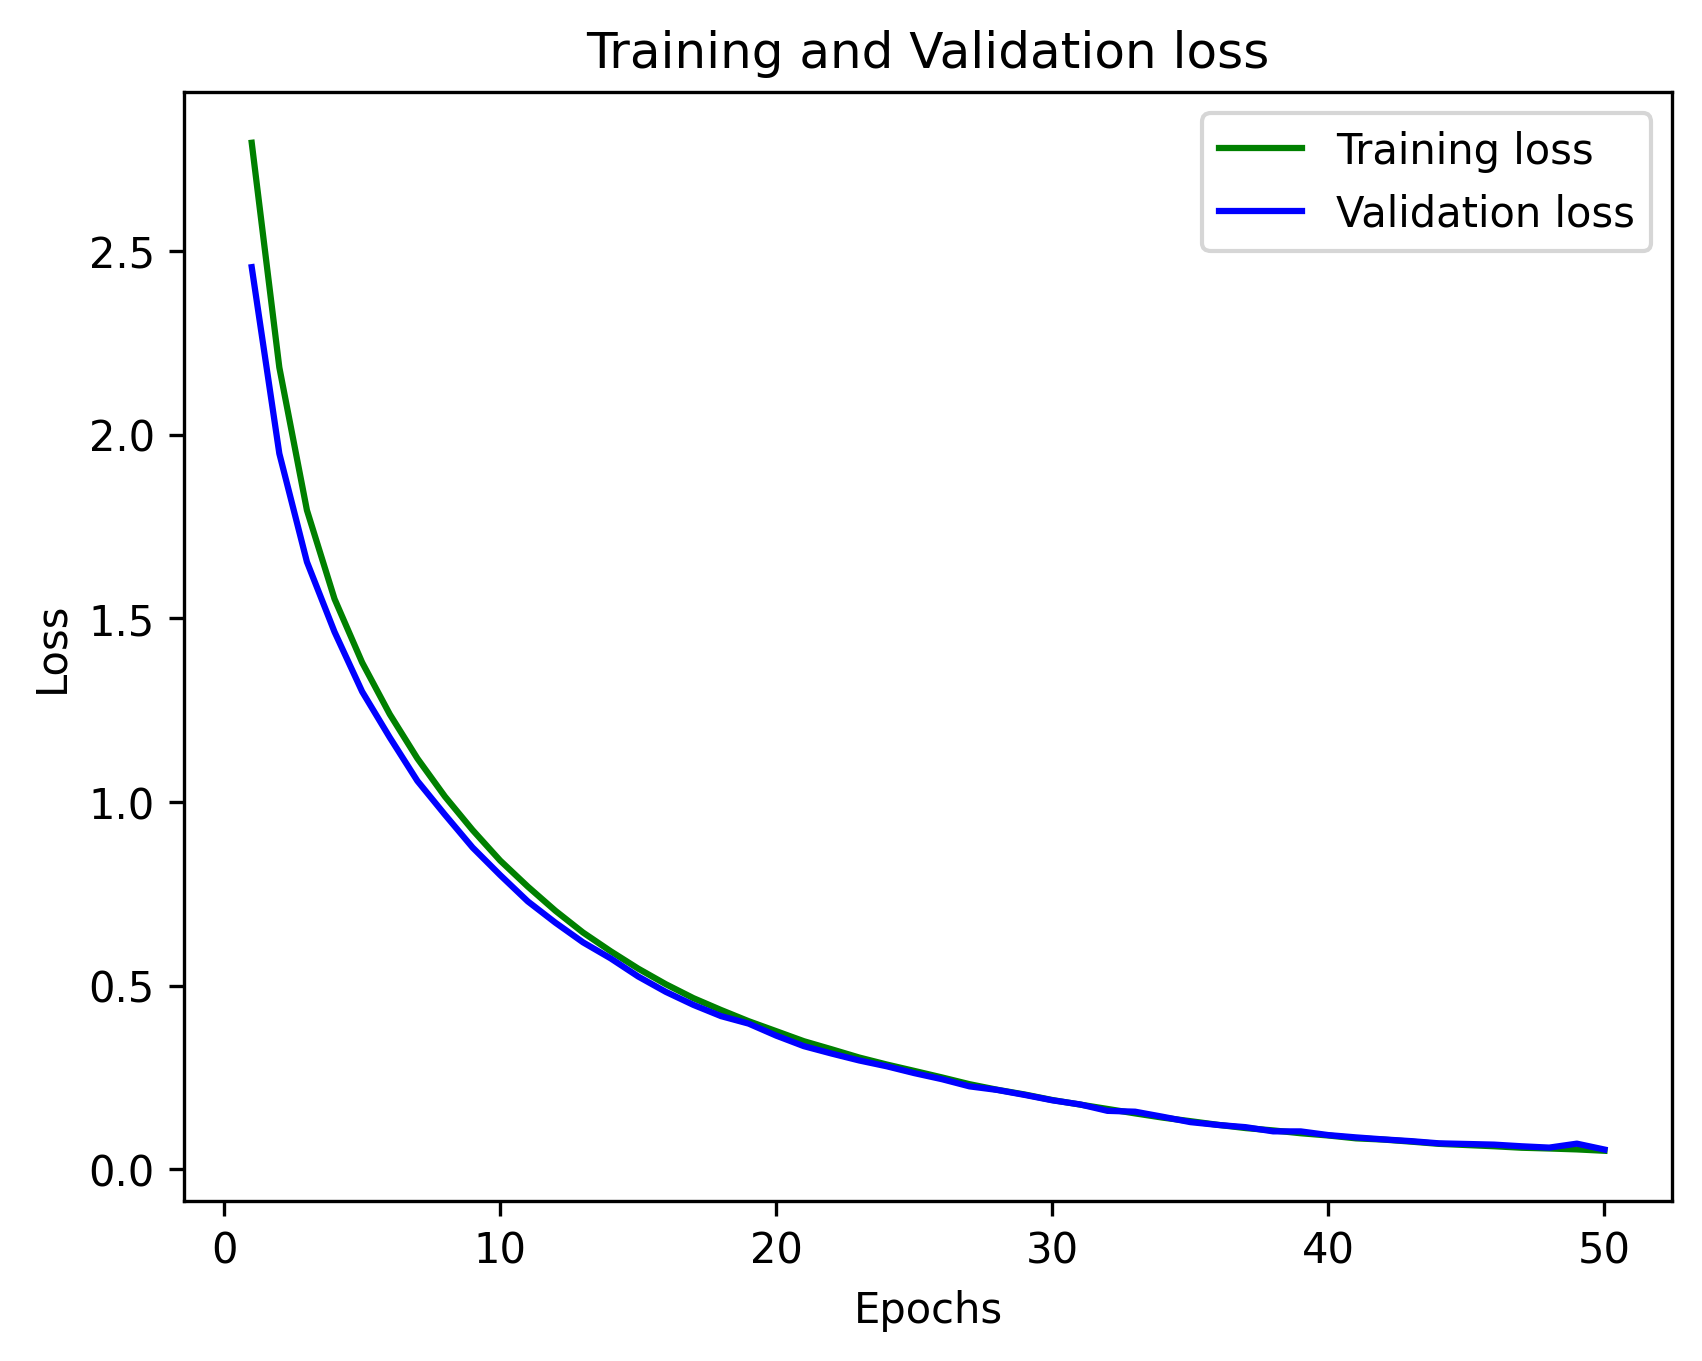 Training and Validation loss
Training loss
Validation loss
Loss
2.5
2.0
1.5
1.0
0.5
0.0
0 10 20 30 40 50
Epochs